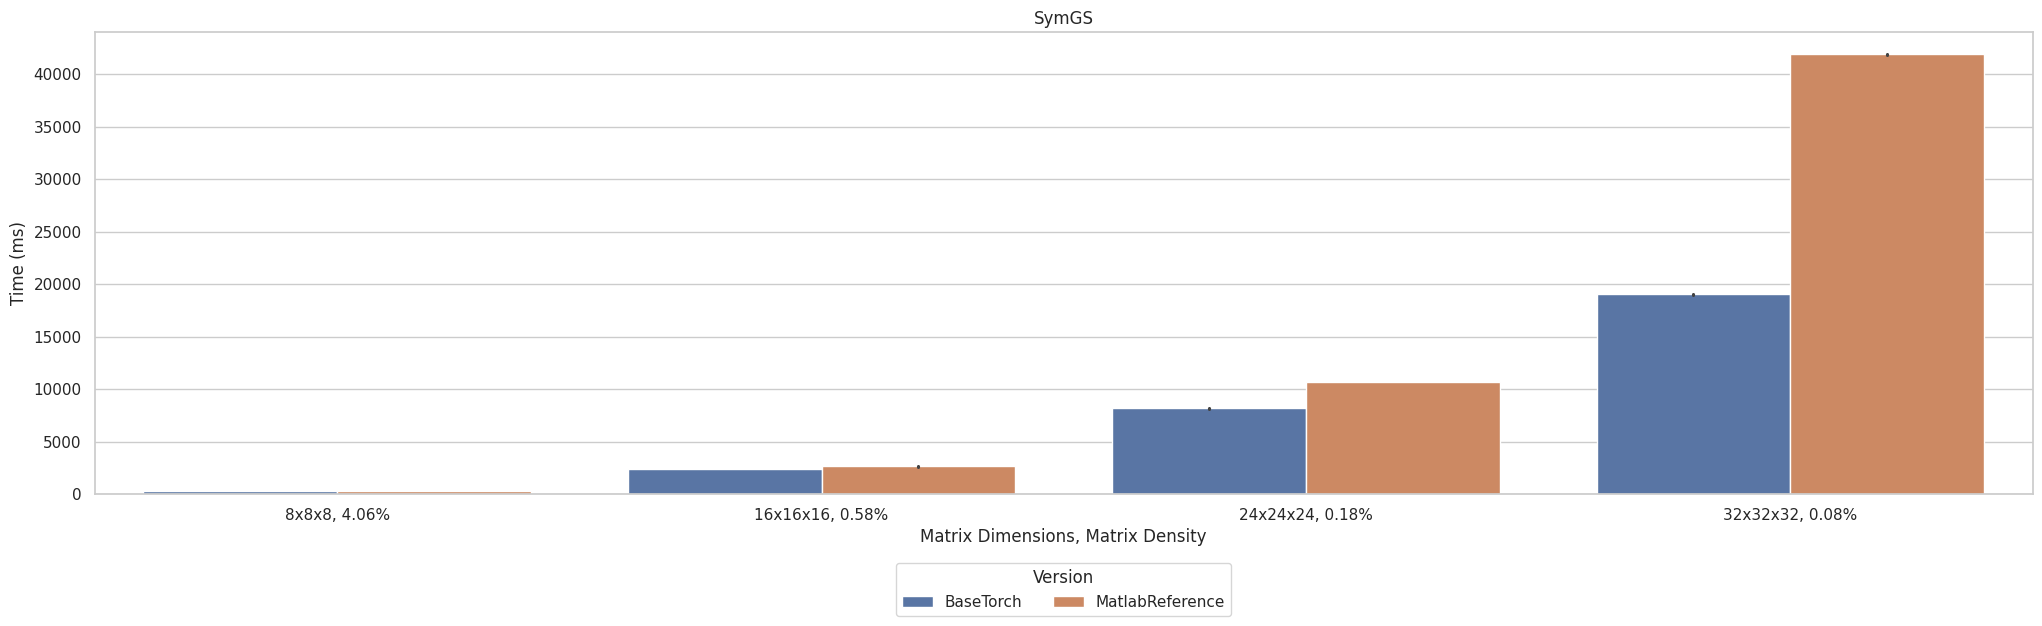 SymGS
Time (ms)
40000
35000
30000
25000
20000
15000
10000
5000
0
8x8x8, 4.06%
16x16x16, 0.58%
24x24x24, 0.18%
32x32x32, 0.08%
Matrix Dimensions, Matrix Density
Version
BaseTorch
MatlabReference